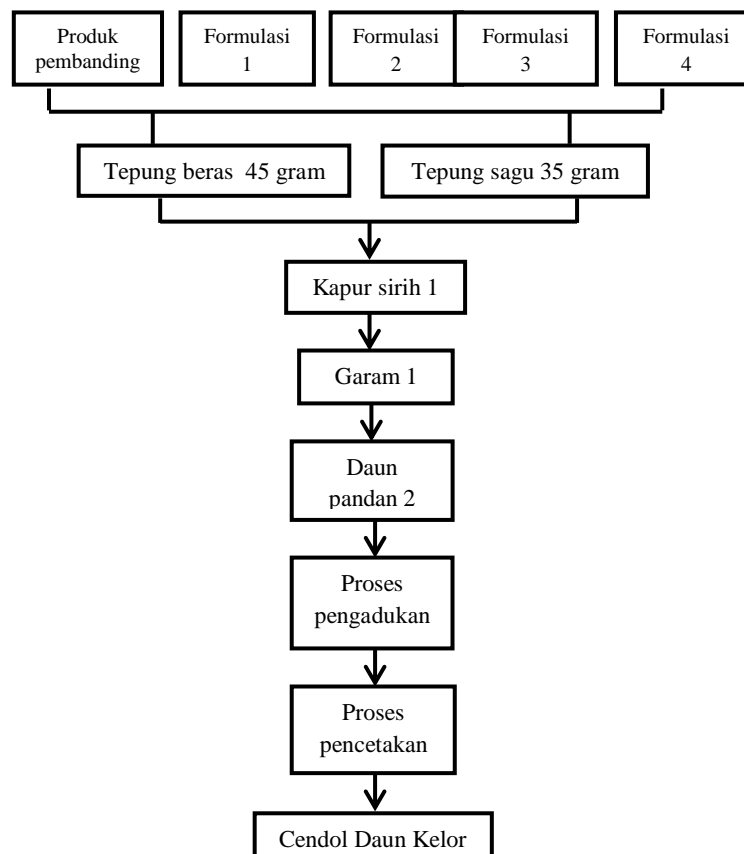 Produk
pembanding
Formulasi
1
Formulasi
2
Formulasi
3
Formulasi
4
Tepung beras 45 gram
Tepung sagu 35 gram
Kapur sirih 1
Garam 1
Daun
pandan 2
Proses
pengadukan
Proses
pencetakan
Cendol Daun Kelor